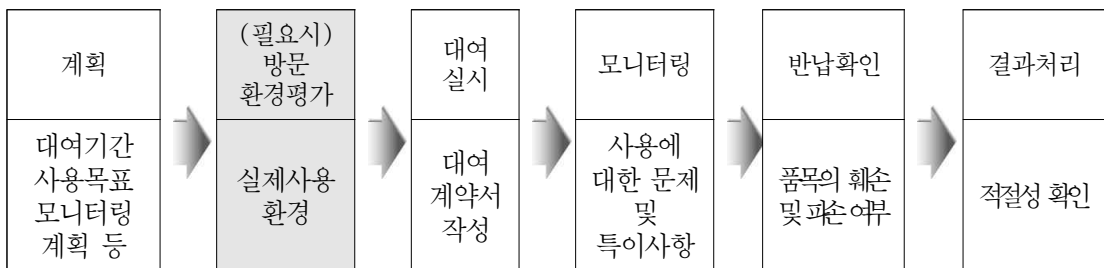 계획
대여기간
사용목표
모니터링
계획 등
(필요시)
방문
환경평가
실제사용
환경
대여
실시
대여
계약서
작성
모니터링
사용에
대한 문제
및
특이사항
반납확인
품목의 훼손
및 파손 여부
결과처리
적절성 확인